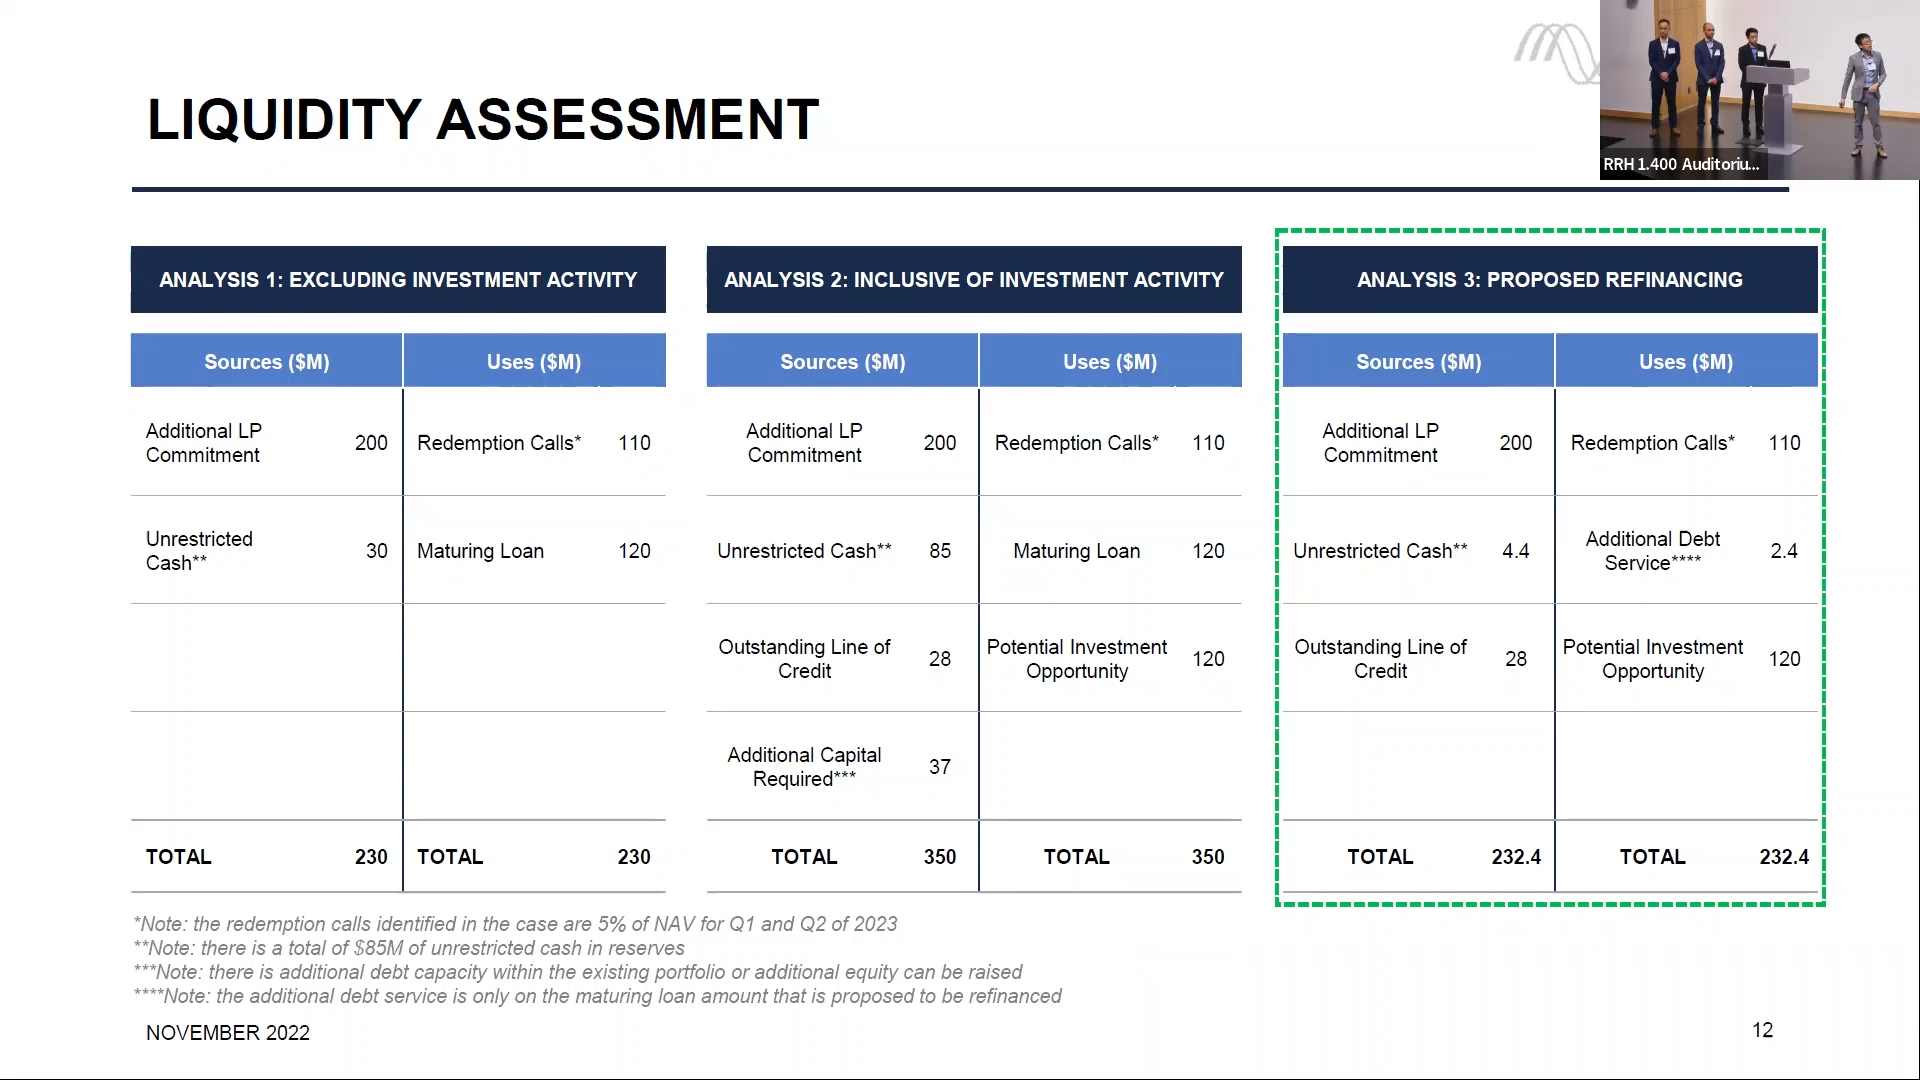 LIQUIDITY ASSESSMENT
RRH 1.400 Auditoriu...
ANALYSIS 1: EXCLUDING INVESTMENT ACTIVITY
Sources ($M) Uses ($M)
Additional LP
Commitment 200 Redemption Calls* 110
Unrestricted
Cash** 30 Maturing Loan 120
TOTAL 230 TOTAL 230
ANALYSIS 2: INCLUSIVE OF INVESTMENT ACTIVITY
Sources ($M) Uses ($M)
Additional LP
Commitment 200 Redemption Calls* 110
Unrestricted Cash** 85 Maturing Loan 120
Outstanding Line of
Credit 28 Potential Investment
Opportunity 120
Additional Capital
Required*** 37
TOTAL 350 TOTAL 350
ANALYSIS 3: PROPOSED REFINANCING
Sources ($M) Uses ($M)
Additional LP
Commitment 200 Redemption Calls* 110
Unrestricted Cash** 4.4 Additional Debt
Service**** 2.4
Outstanding Line of
Credit 28 Potential Investment
Opportunity 120
TOTAL 232.4 TOTAL 232.4
*Note: the redemption calls identified in the case are 5% of NAV for Q1 and Q2 of 2023
**Note: there is a total of $85M of unrestricted cash in reserves
***Note: there is additional debt capacity within the existing portfolio or additional equity can be raised
****Note: the additional debt service is only on the maturing loan amount that is proposed to be refinanced
NOVEMBER 2022
12